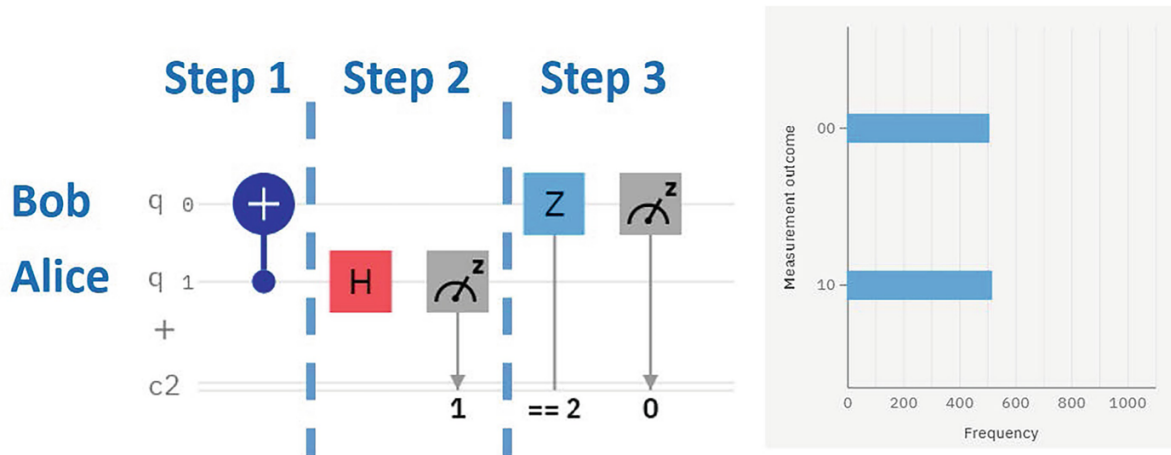 Step 1 Step 2 Step 3
Bob q 0 + Z z
Alice q 1 H z
+
c2
1 == 2 0
Measurement outcome
00
10
0 200 400 600 800 1000
Frequency